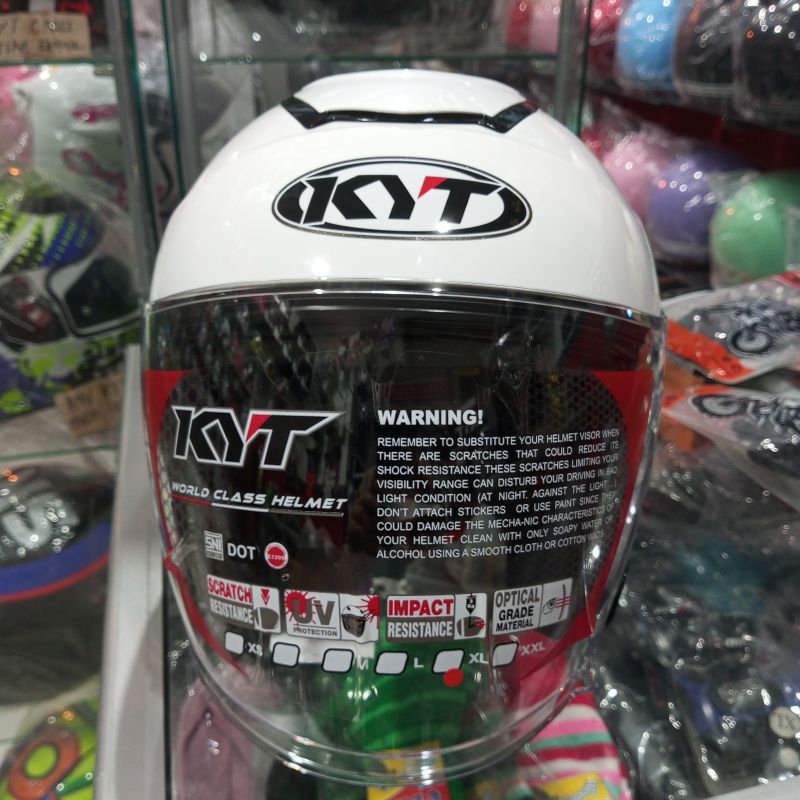 KYT
KYT
WORLD CLASS HELMET
WARNING!
REMEMBER TO SUBSTITUTE YOUR HELMET VISOR WHEN
THERE ARE SCRATCHES THAT COULD REDUCE ITS
SHOCK RESISTANCE THESE SCRATCHES LIMITING YOUR
VISIBILITY RANGE CAN DISTURB YOUR DRIVING IN BAD
LIGHT CONDITION (AT NIGHT. AGAINST THE LIGHT
DON'T ATTACH STICKERS OR USE PAINT SINCE THEY
COULD DAMAGE THE MECHA-NIC CHARACTERISTICS OF
YOUR HELMET CLEAN WITH ONLY SOAPY WATER OR
ALCOHOL USING A SMOOTH CLOTH OR COTTON WADS
SNI DOT
SCRATCH
RESISTANCE
UV
PROTECTION
IMPACT
RESISTANCE
OPTICAL
GRADE
MATERIAL
XS M L XL XXL